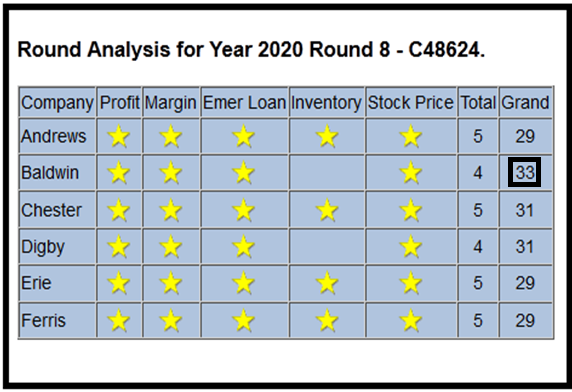 Round Analysis for Year 2020 Round 8 - C48624.
Company Profit Margin Emer Loan Inventory Stock Price Total Grand
Andrews 5 29
Baldwin 4 33
Chester 5 31
Digby 4 31
Erie 5 29
Ferris 5 29